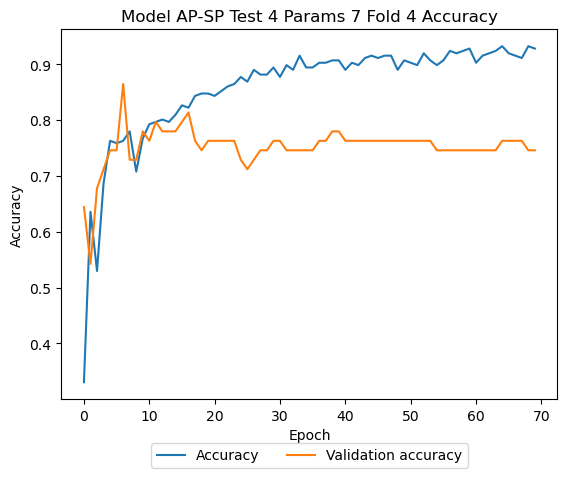 Model AP-SP Test 4 Params 7 Fold 4 Accuracy
Accuracy
0.9
0.8
0.7
0.6
0.5
0.4
0 10 20 30 40 50 60 70
Epoch
Accuracy Validation accuracy